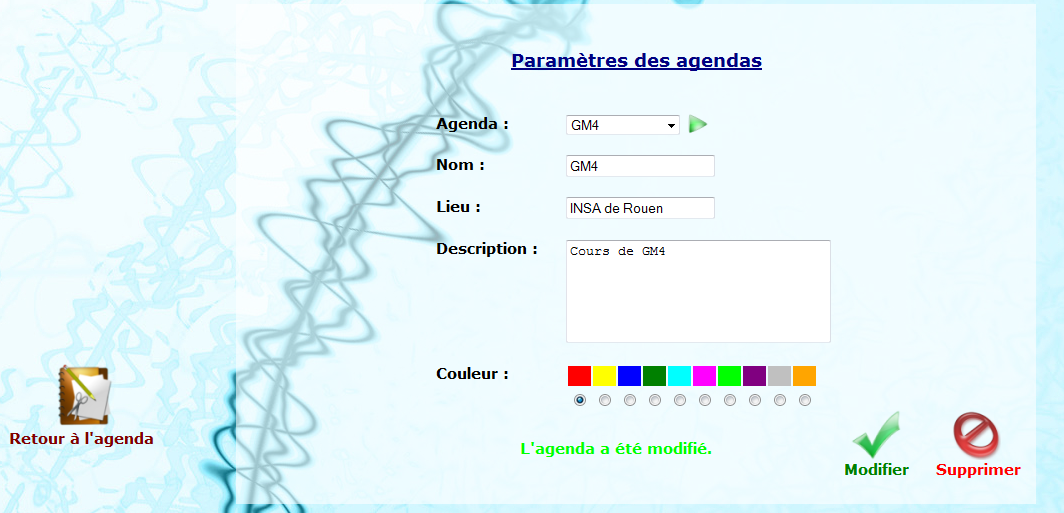 Paramètres des agendas
Agenda : GM4
Nom : GM4
Lieu : INSA de Rouen
Description : Cours de GM4
Couleur :
Retour à l'agenda
L'agenda a été modifié.
Modifier
Supprimer